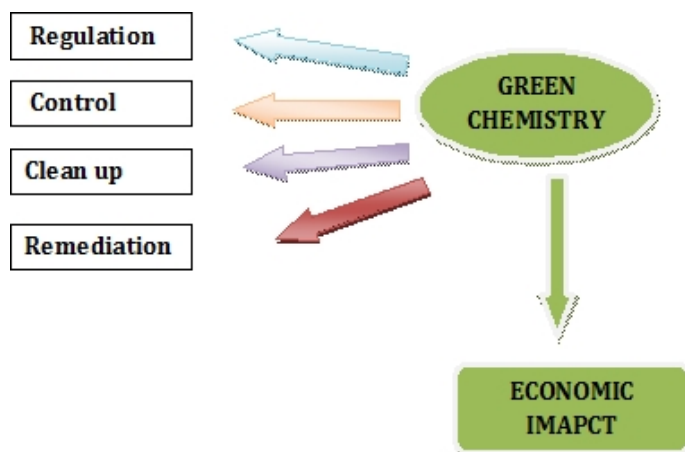 Regulation
Control
Clean up
Remediation
GREEN
CHEMISTRY
ECONOMIC
IMAPCT